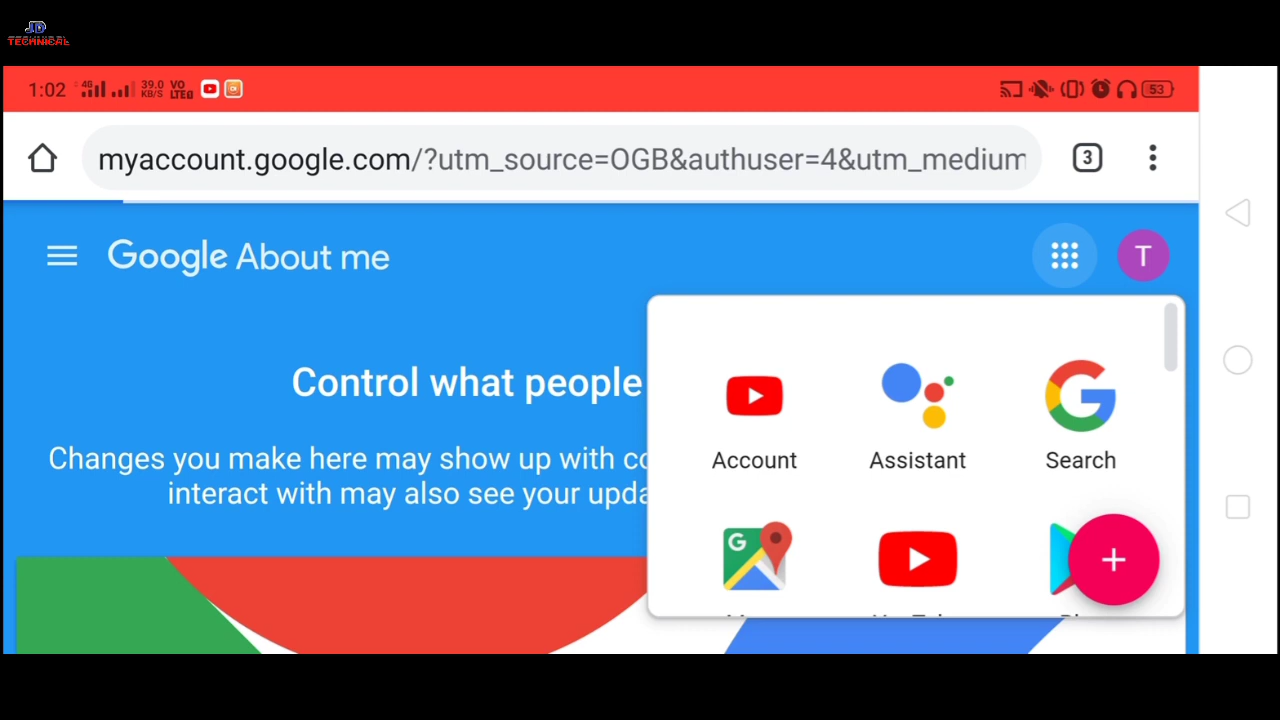 JD
TECHNICAL
1:02 4G 39.0 KB/S VO LTE 53
myaccount.google.com/?utm_source=OGB&authuser=4&utm_medium
3
Google About me
T
Control what people
Changes you make here may show up with co
interact with may also see your upda
Account Assistant Search
G
+